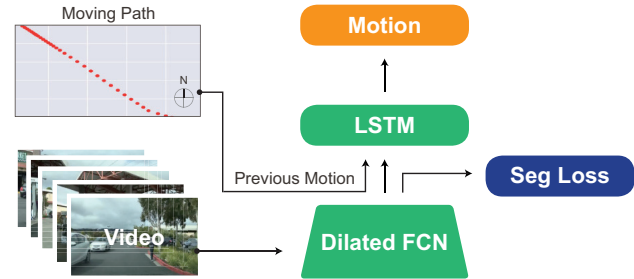 Moving Path
N
Motion
LSTM
Previous Motion
Seg Loss
Video
Dilated FCN